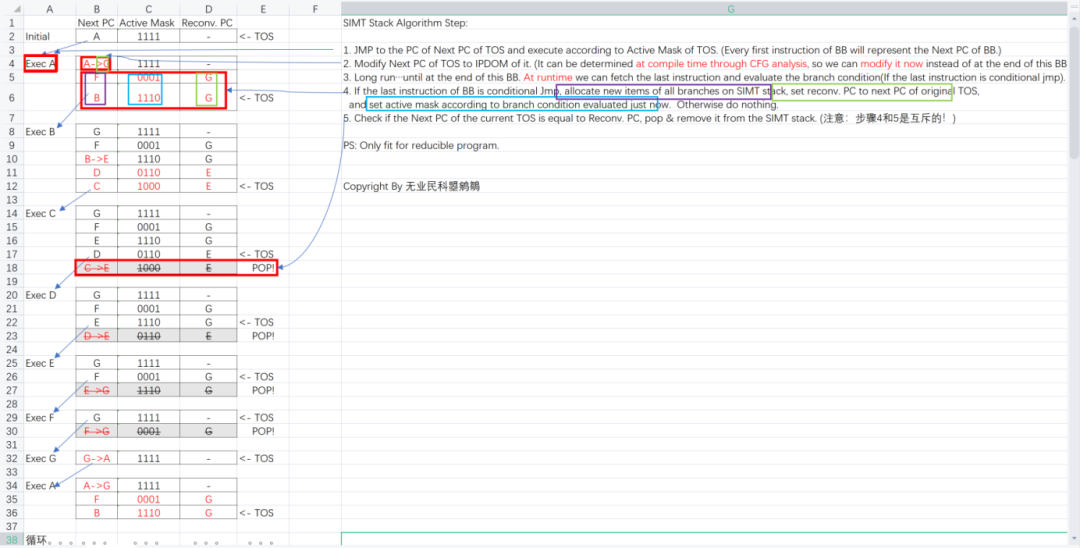 A B C D E F G
1 Next PC Active Mask Reconv. PC SIMT Stack Algorithm Step:
2 Initial A 1111 - <- TOS
3 1. JMP to the PC of Next PC of TOS and execute according to Active Mask of TOS. (Every first instruction of BB will represent the Next PC of BB.)
4 Exec A A->G 1111 - 2. Modify Next PC of TOS to IPDOM of it. (It can be determined at compile time through CFG analysis, so we can modify it now instead of at the end of this BB
5 F 0001 G 3. Long run…until at the end of this BB. At runtime we can fetch the last instruction and evaluate the branch condition(If the last instruction is conditional jmp).
6 B 1110 G 4. If the last instruction of BB is conditional Jmp, allocate new items of all branches on SIMT stack, set reconv. PC to next PC of original TOS,
and set active mask according to branch condition evaluated just now. Otherwise do nothing.
7 5. Check if the Next PC of the current TOS is equal to Reconv. PC, pop & remove it from the SIMT stack. (注意：步骤4和5是互斥的！)
8 Exec B G 1111 -
9 F 0001 G PS: Only fit for reducible program.
10 B->E 1110 G
11 D 0110 E
12 C 1000 E <- TOS Copyright By 无业民科曌鹓鶵
13
14 Exec C G 1111 -
15 F 0001 G
16 E 1110 G
17 D 0110 E <- TOS
18 C->E 1000 E POP!
19
20 Exec D G 1111 -
21 F 0001 G
22 E 1110 G <- TOS
23 D->E 0110 E POP!
24
25 Exec E G 1111 -
26 F 0001 G <- TOS
27 E->G 1110 G POP!
28
29 Exec F G 1111 - <- TOS
30 F->G 0001 G POP!
31
32 Exec G G->A 1111 - <- TOS
33
34 Exec A A->G 1111 -
35 F 0001 G
36 B 1110 G <- TOS
37
38 循环。。。。。 。。。 。。。 。。。 。。。